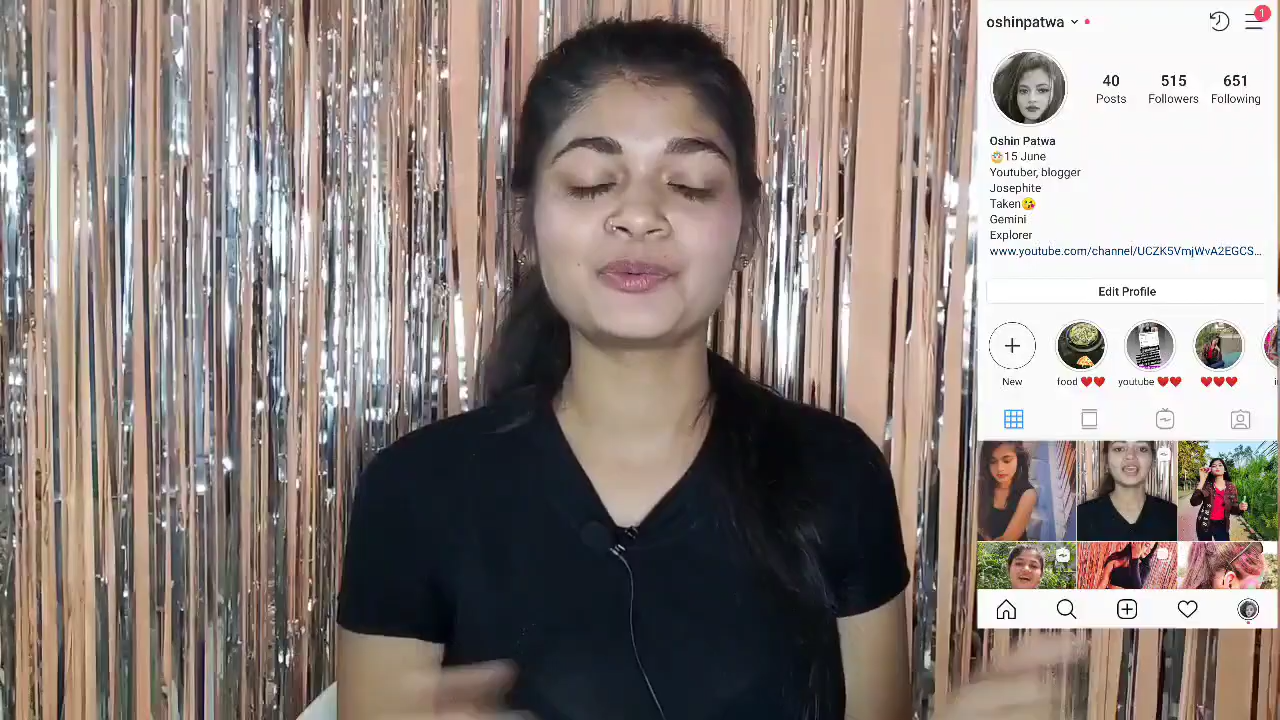 oshinpatwa
1
40
515
651
Posts
Followers
Following
Oshin Patwa
15 June
Youtuber, blogger
Josephite
Taken
Gemini
Explorer
www.youtube.com/channel/UCZK5VmjWvA2EGCS...
Edit Profile
New
food
youtube